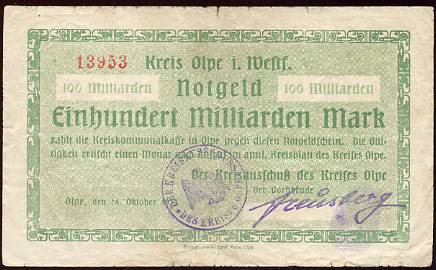 13953 Kreis Olpe i. Westf.
100 Milliarden Notgeld 100 Milliarden
Einhundert Milliarden Mark
zahlt die Kreiskommunalkasse in Olpe gegen diesen Notgeldschein. Die Gül-
tigkeit erlischt einen Monat nach Aufruf im amtl. Kreisblatt des Kreises Olpe.
Der Kreisausschuß des Kreises Olpe
Der Vorsitzende
Olpe, den 26. Oktober